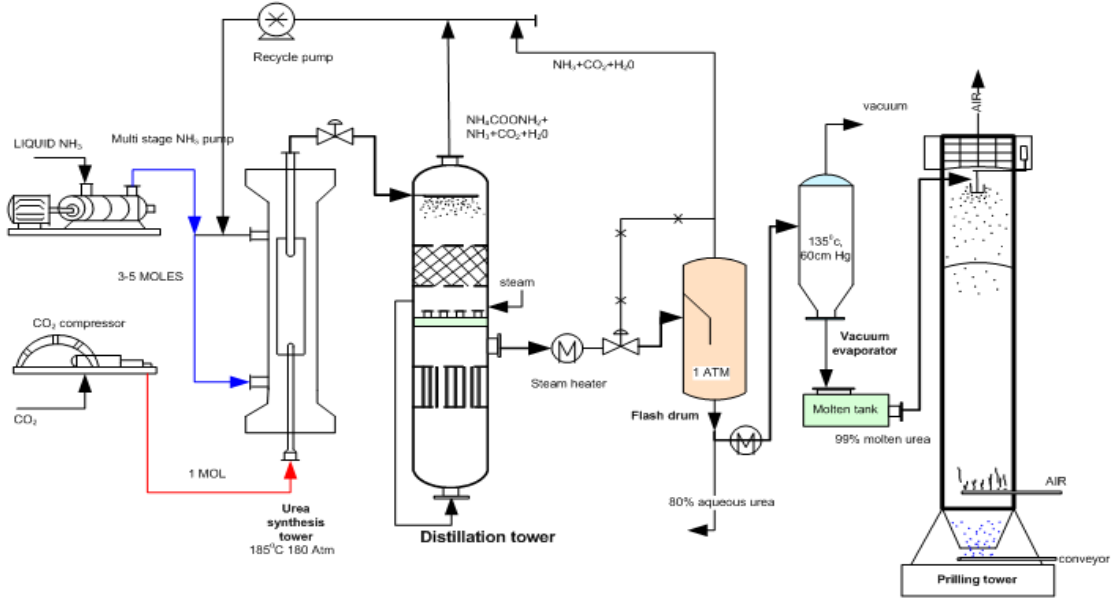 Recycle pump
NH₃+CO₂+H₂0
NH₄COONH₂+
NH₃+CO₂+H₂0
vacuum
AIR
LIQUID NH₃
Multi stage NH₃ pump
135⁰c,
60cm Hg
3-5 MOLES
steam
CO₂ compressor
Vacuum
evaporator
Steam heater
1 ATM
Molten tank
Flash drum
99% molten urea
CO₂
1 MOL
AIR
80% aqueous urea
Urea
synthesis
tower
185⁰C 180 Atm
Distillation tower
conveyor
Prilling tower